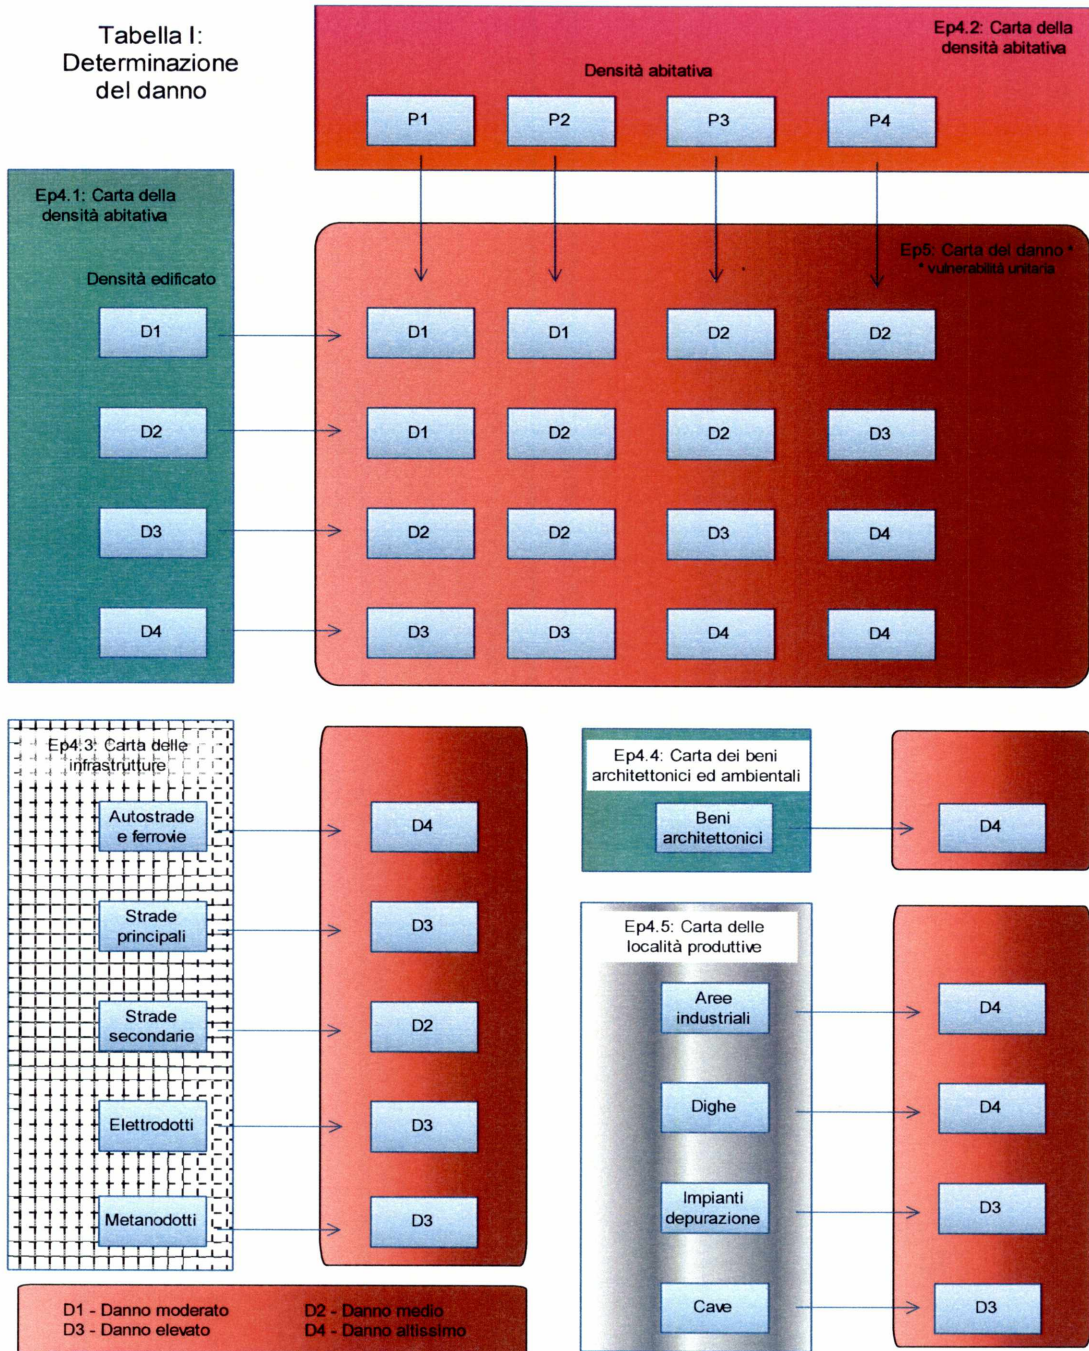 Tabella I:
Determinazione
del danno
Ep4.2: Carta della
densità abitativa
Densità abitativa
P1 P2 P3 P4
Ep4.1: Carta della
densità abitativa
Densità edificato
Ep5: Carta del danno *
* vulnerabilità unitaria
D1 D1 D1 D2 D2
D2 D1 D2 D2 D3
D3 D2 D2 D3 D4
D4 D3 D3 D4 D4
Ep4.3: Carta delle
infrastrutture
Autostrade
e ferrovie
D4
Strade
principali
D3
Strade
secondarie
D2
Elettrodotti
D3
Metanodotti
D3
Ep4.4: Carta dei beni
architettonici ed ambientali
Beni
architettonici
D4
Ep4.5: Carta delle
località produttive
Aree
industriali
D4
Dighe
D4
Impianti
depurazione
D3
Cave
D3
D1 - Danno moderato D2 - Danno medio
D3 - Danno elevato D4 - Danno altissimo